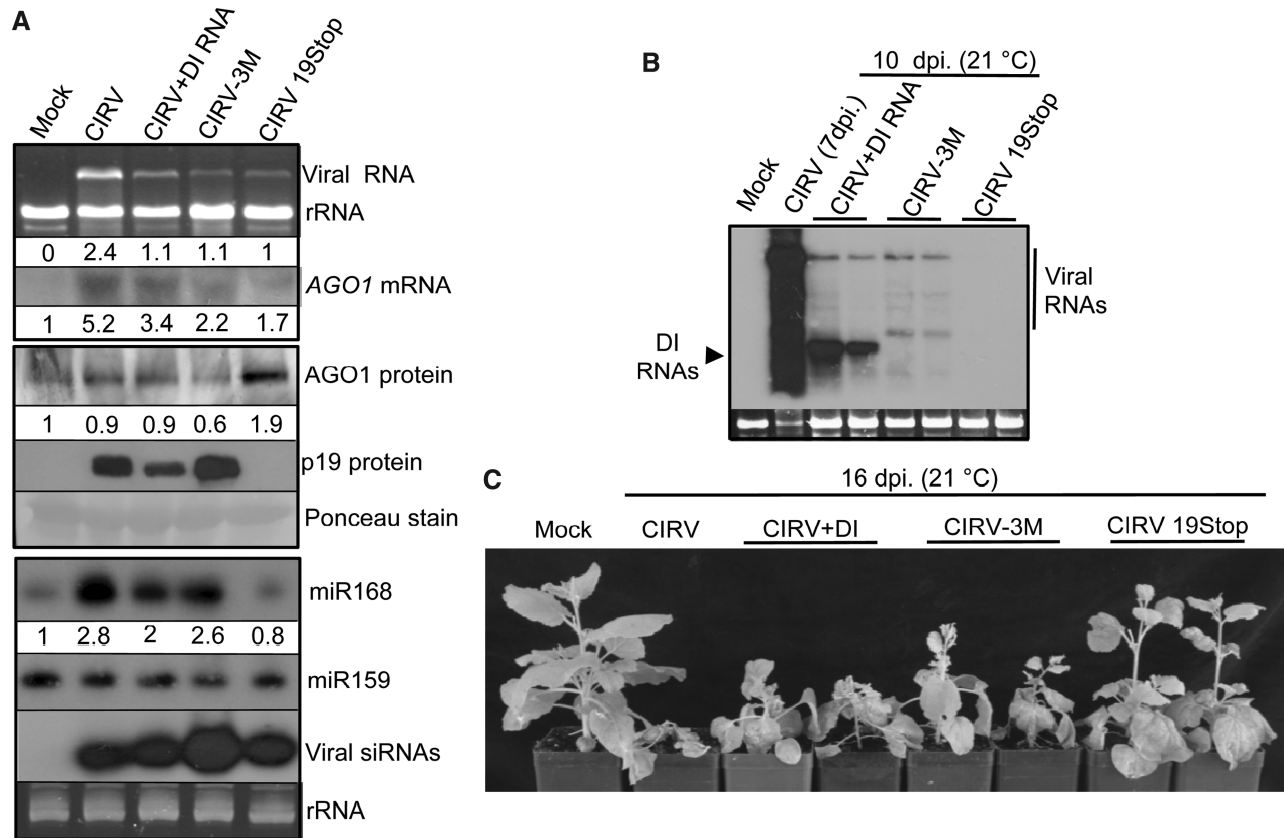 A
Mock
CIRV
CIRV+DI RNA
CIRV-3M
CIRV 19Stop
Viral RNA
rRNA
0 2.4 1.1 1.1 1
AGO1 mRNA
1 5.2 3.4 2.2 1.7
AGO1 protein
1 0.9 0.9 0.6 1.9
p19 protein
Ponceau stain
miR168
1 2.8 2 2.6 0.8
miR159
Viral siRNAs
rRNA
B
10 dpi. (21 °C)
Mock
CIRV (7dpi.)
CIRV+DI RNA
CIRV-3M
CIRV 19Stop
Viral
RNAs
DI
RNAs
C
16 dpi. (21 °C)
Mock CIRV CIRV+DI CIRV-3M CIRV 19Stop